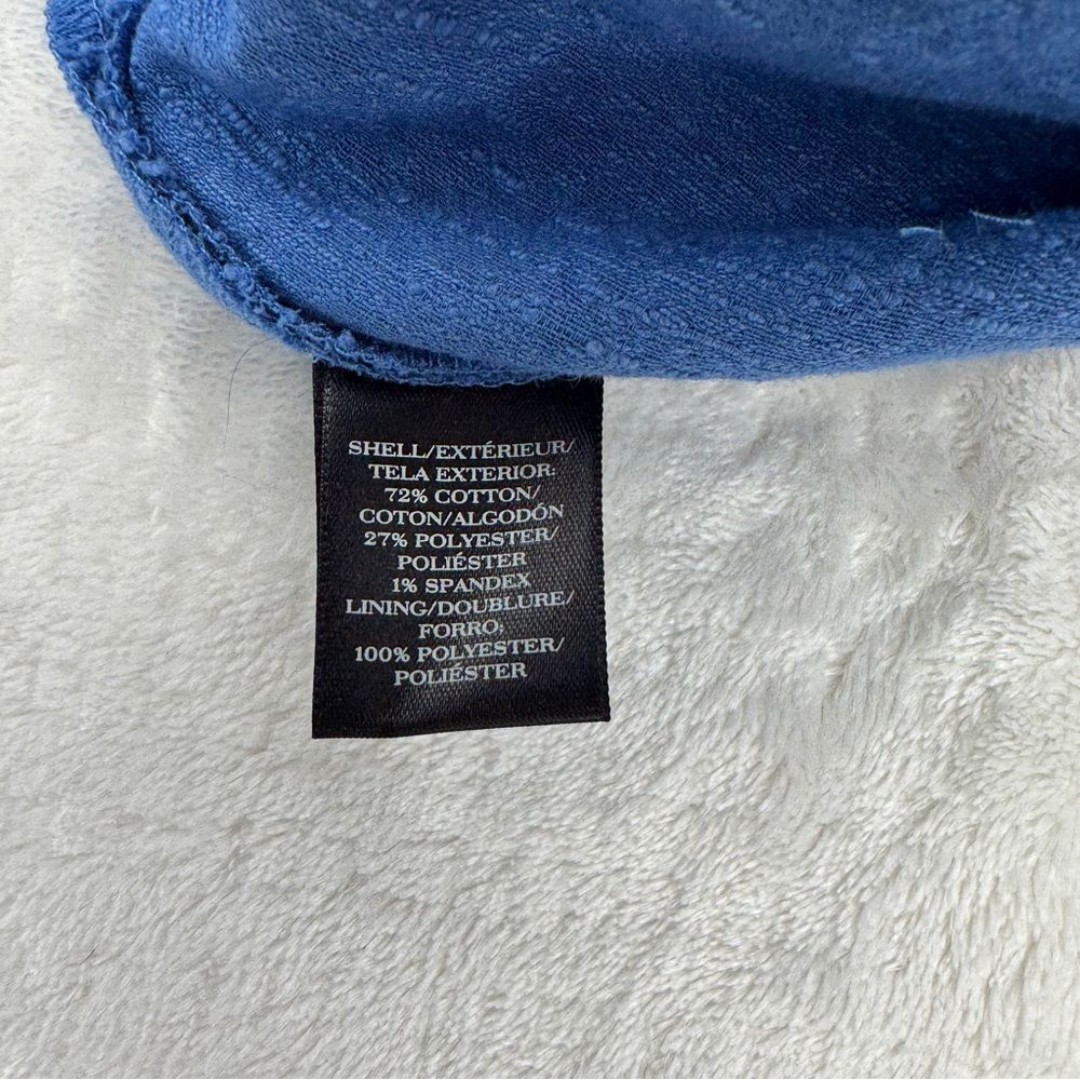 SHELL/EXTÉRIEUR/
TELA EXTERIOR:
72% COTTON/
COTON/ALGODÓN
27% POLYESTER/
POLIÉSTER
1% SPANDEX
LINING/DOUBLURE/
FORRO:
100% POLYESTER/
POLIÉSTER